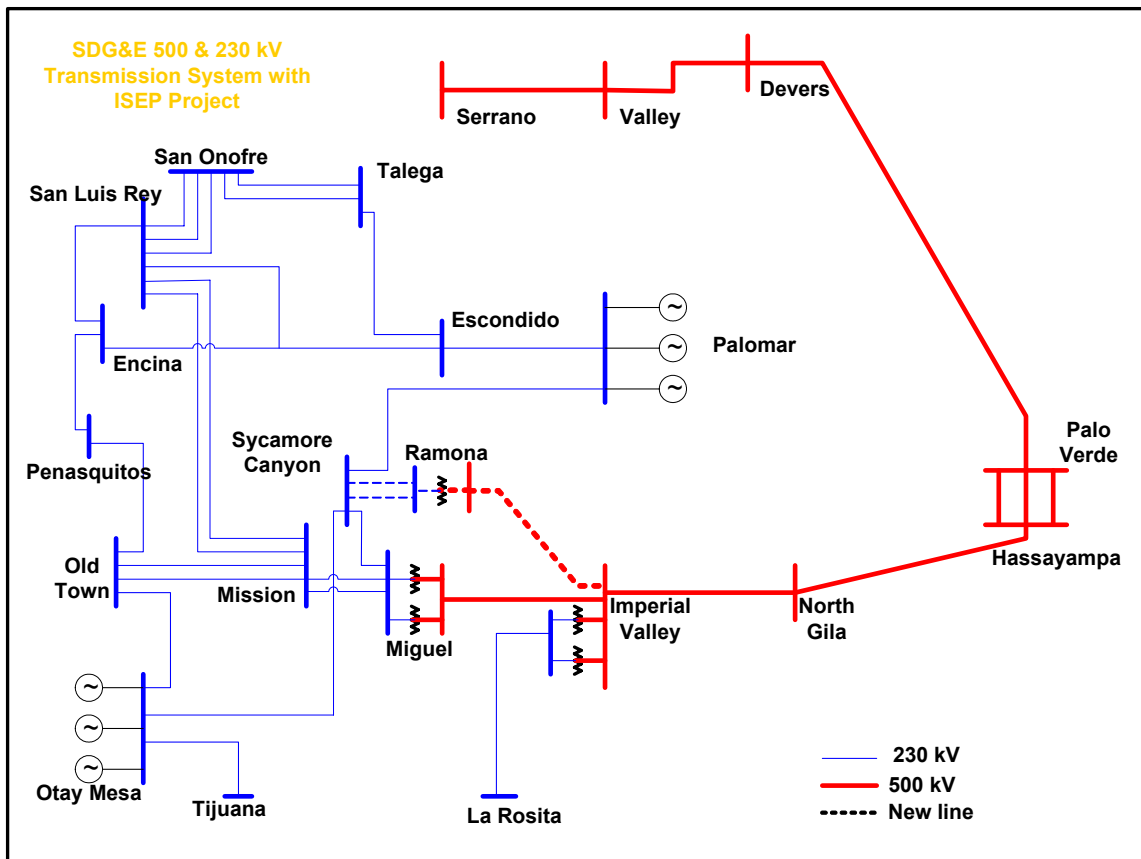 SDG&E 500 & 230 kV
Transmission System with
ISEP Project
Serrano
Valley
Devers
San Onofre
Talega
San Luis Rey
Escondido
Encina
Palomar
~
~
~
Sycamore
Canyon
Ramona
Palo
Verde
Penasquitos
Hassayampa
Old
Town
Mission
Miguel
Imperial
Valley
North
Gila
~
~
~
Otay Mesa
Tijuana
La Rosita
230 kV
500 kV
New line